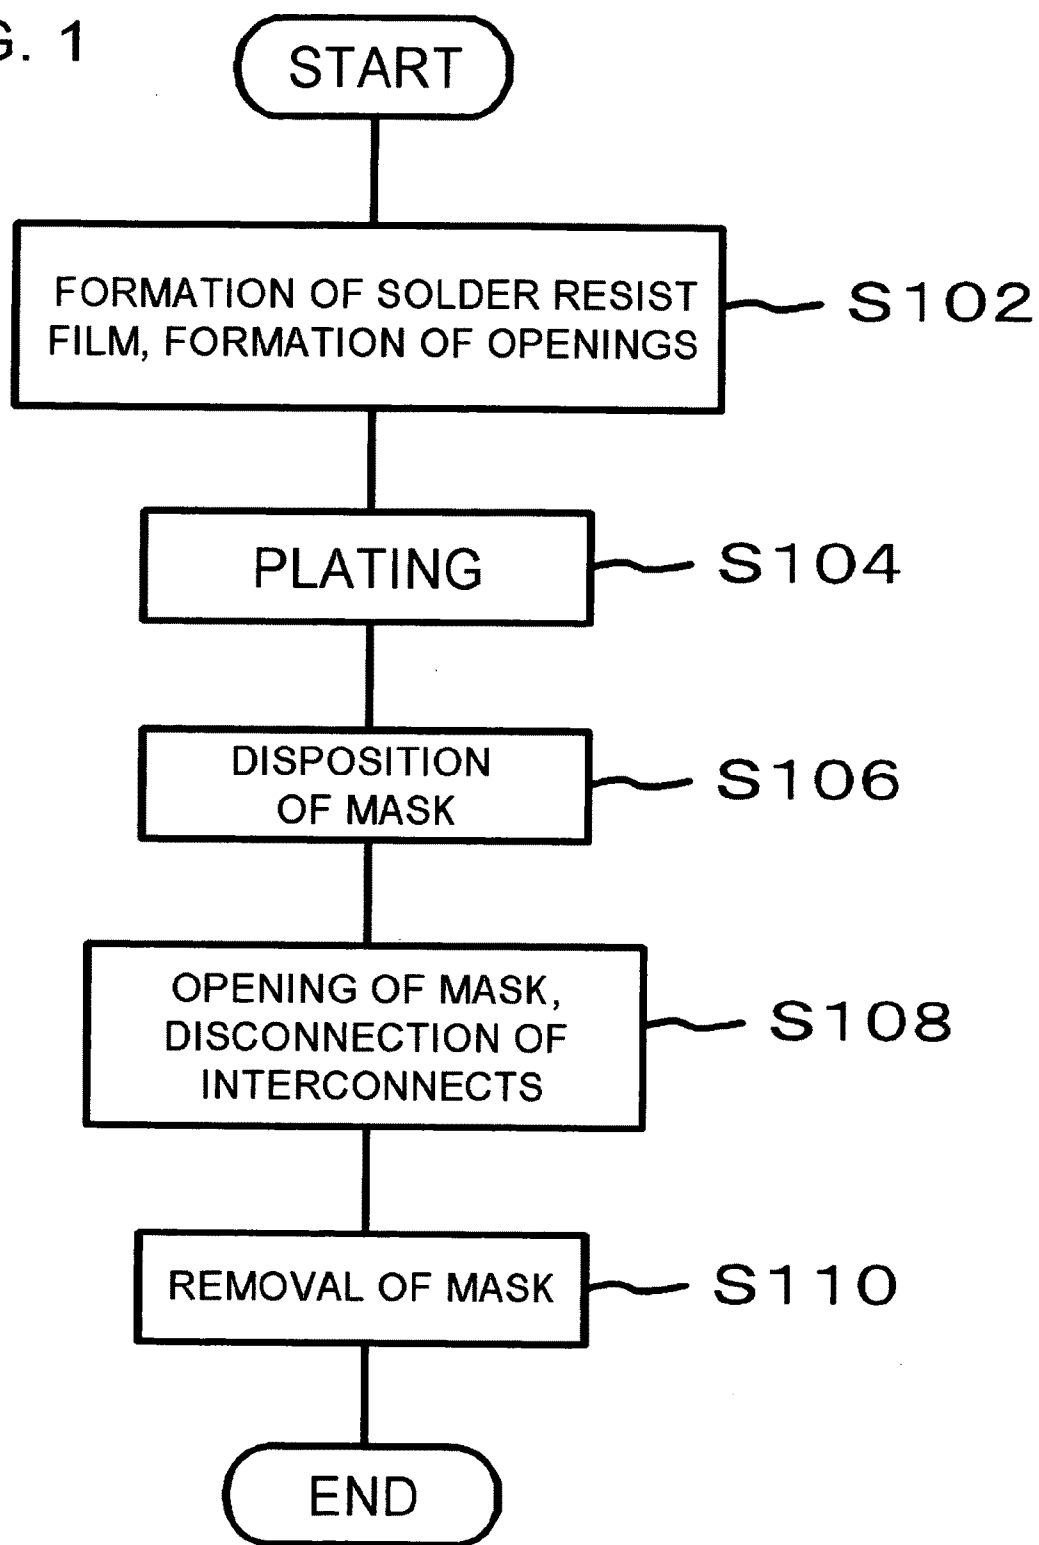 G. 1
START
FORMATION OF SOLDER RESIST
FILM, FORMATION OF OPENINGS
S102
PLATING
S104
DISPOSITION
OF MASK
S106
OPENING OF MASK,
DISCONNECTION OF
INTERCONNECTS
S108
REMOVAL OF MASK
S110
END